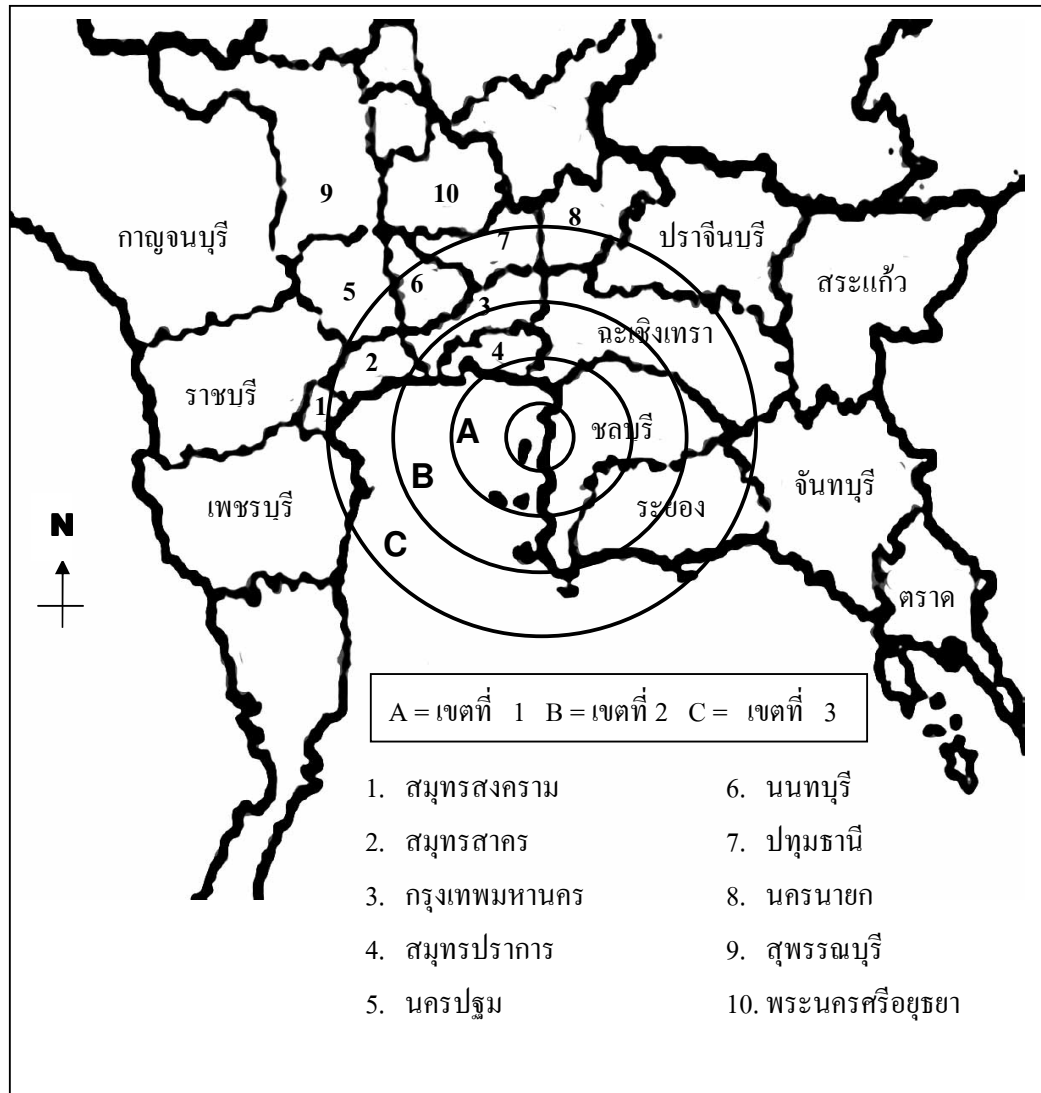 9
10
8
กาญจนบุรี
7
ปราจีนบุรี
สระแก้ว
5
6
3
ฉะเชิงเทรา
2
4
ราชบุรี
1
A
ชลบุรี
B
จันทบุรี
เพชรบุรี
ระยอง
N
C
ตราด
A = เขตที่ 1 B = เขตที่ 2 C = เขตที่ 3
1. สมุทรสงคราม
2. สมุทรสาคร
3. กรุงเทพมหานคร
4. สมุทรปราการ
5. นครปฐม
6. นนทบุรี
7. ปทุมธานี
8. นครนายก
9. สุพรรณบุรี
10. พระนครศรีอยุธยา